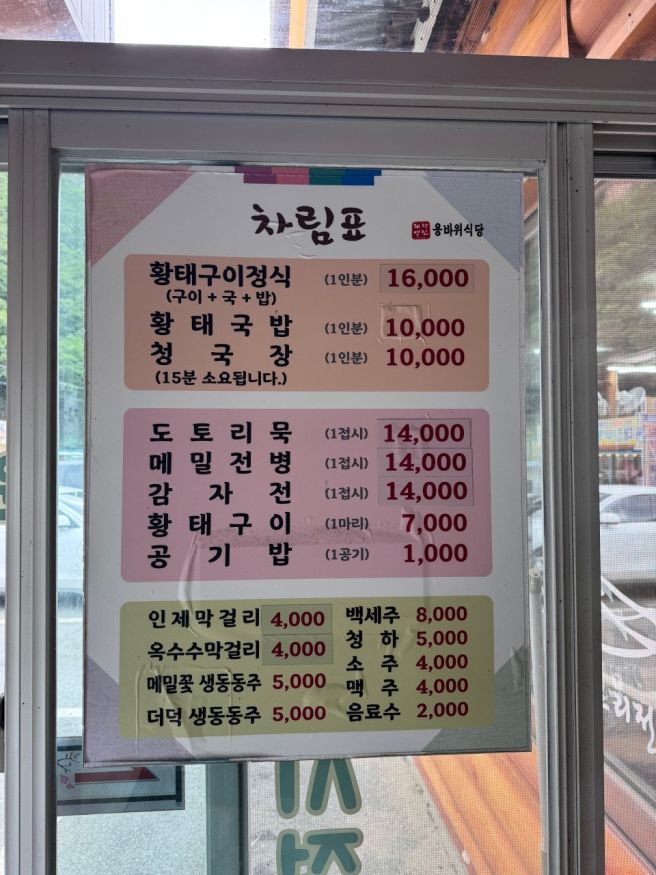 차림표
용바위식당
황태구이정식 (1인분) 16,000
(구이 + 국 + 밥)
황태국밥 (1인분) 10,000
청국장 (1인분) 10,000
(15분 소요됩니다.)
도토리묵 (1접시) 14,000
메밀전병 (1접시) 14,000
감자전 (1접시) 14,000
황태구이 (1마리) 7,000
공기밥 (1공기) 1,000
인제막걸리 4,000
옥수수막걸리 4,000
메밀꽃 생동동주 5,000
더덕 생동동주 5,000
백세주 8,000
청하 5,000
소주 4,000
맥주 4,000
음료수 2,000